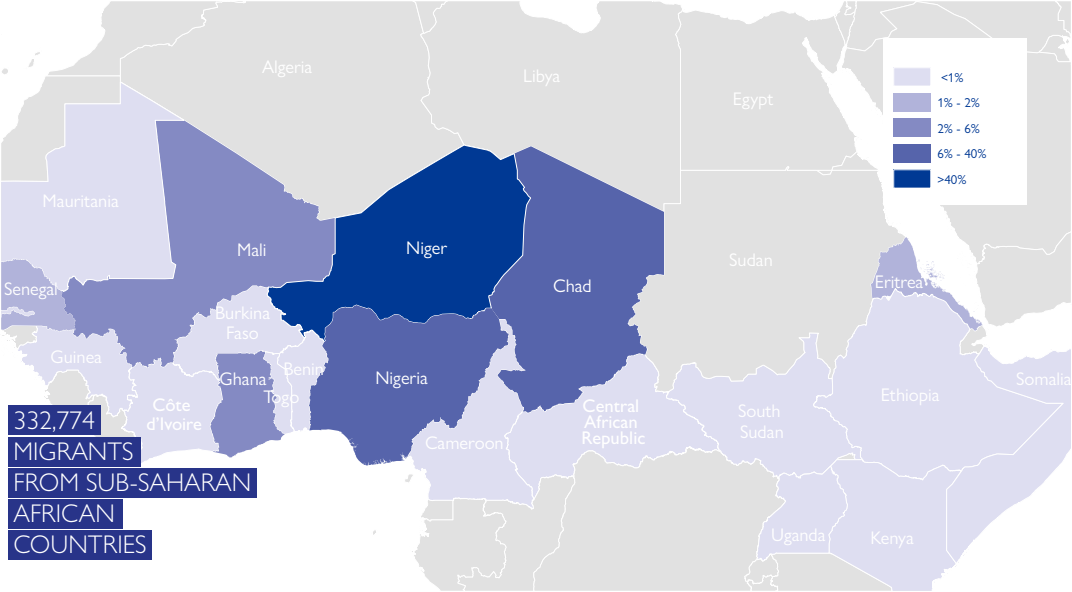 Algeria
Libya
Egypt
<1%
1% - 2%
2% - 6%
6% - 40%
>40%
Mauritania
Mali
Niger
Chad
Sudan
Senegal
Eritrea
Burkina
Faso
Guinea
Benin
Ghana
Togo
Nigeria
Côte
d'Ivoire
Cameroon
Central
African
Republic
South
Sudan
Ethiopia
Somalia
Uganda
Kenya
332,774
MIGRANTS
FROM SUB-SAHARAN
AFRICAN
COUNTRIES